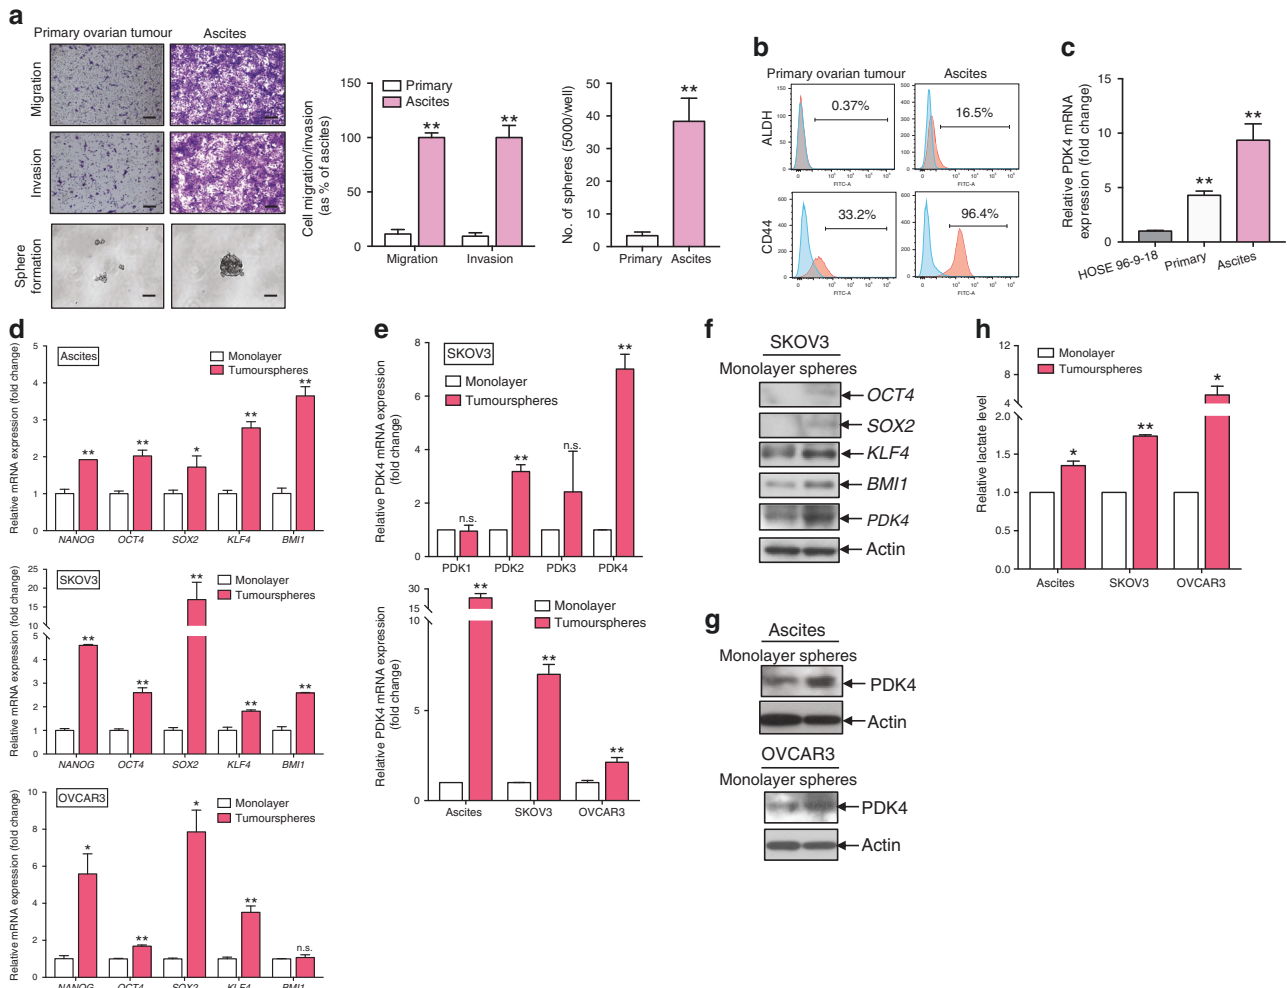 a
Primary ovarian tumour
Ascites
Migration
Invasion
Sphere
formation
Cell migration/invasion
(as % of ascites)
150
100
50
0
Primary
Ascites
**
**
Migration
Invasion
No. of spheres (5000/well)
50
40
30
20
10
0
**
Primary
Ascites
b
Primary ovarian tumour
Ascites
ALDH
0.37%
16.5%
FITC-A
FITC-A
CD44
33.2%
96.4%
FITC-A
FITC-A
c
Relative PDK4 mRNA
expression (fold change)
15
10
5
0
**
**
HOSE 96-9-18
Primary
Ascites
d
Relative mRNA expression (fold change)
5
4
3
2
1
0
Ascites
Monolayer
Tumourspheres
**
**
*
**
**
NANOG
OCT4
SOX2
KLF4
BMI1
Relative mRNA expression (fold change)
25
20
15
10
5
4
3
2
1
0
SKOV3
Monolayer
Tumourspheres
**
**
**
**
**
NANOG
OCT4
SOX2
KLF4
BMI1
Relative mRNA expression (fold change)
10
8
6
4
2
0
OVCAR3
Monolayer
Tumourspheres
*
**
*
**
n.s.
NANOG
OCT4
SOX2
KLF4
BMI1
e
Relative PDK4 mRNA expression
(fold change)
8
6
4
2
0
SKOV3
Monolayer
Tumourspheres
n.s.
**
n.s.
**
PDK1
PDK2
PDK3
PDK4
Relative PDK4 mRNA expression
(fold change)
30
15
10
5
0
Monolayer
Tumourspheres
**
**
**
Ascites
SKOV3
OVCAR3
f
SKOV3
Monolayer spheres
OCT4
SOX2
KLF4
BMI1
PDK4
Actin
g
Ascites
Monolayer spheres
PDK4
Actin
OVCAR3
Monolayer spheres
PDK4
Actin
h
Relative lactate level
12
8
4
2.0
1.5
1.0
0.5
0.0
Monolayer
Tumourspheres
*
**
*
Ascites
SKOV3
OVCAR3